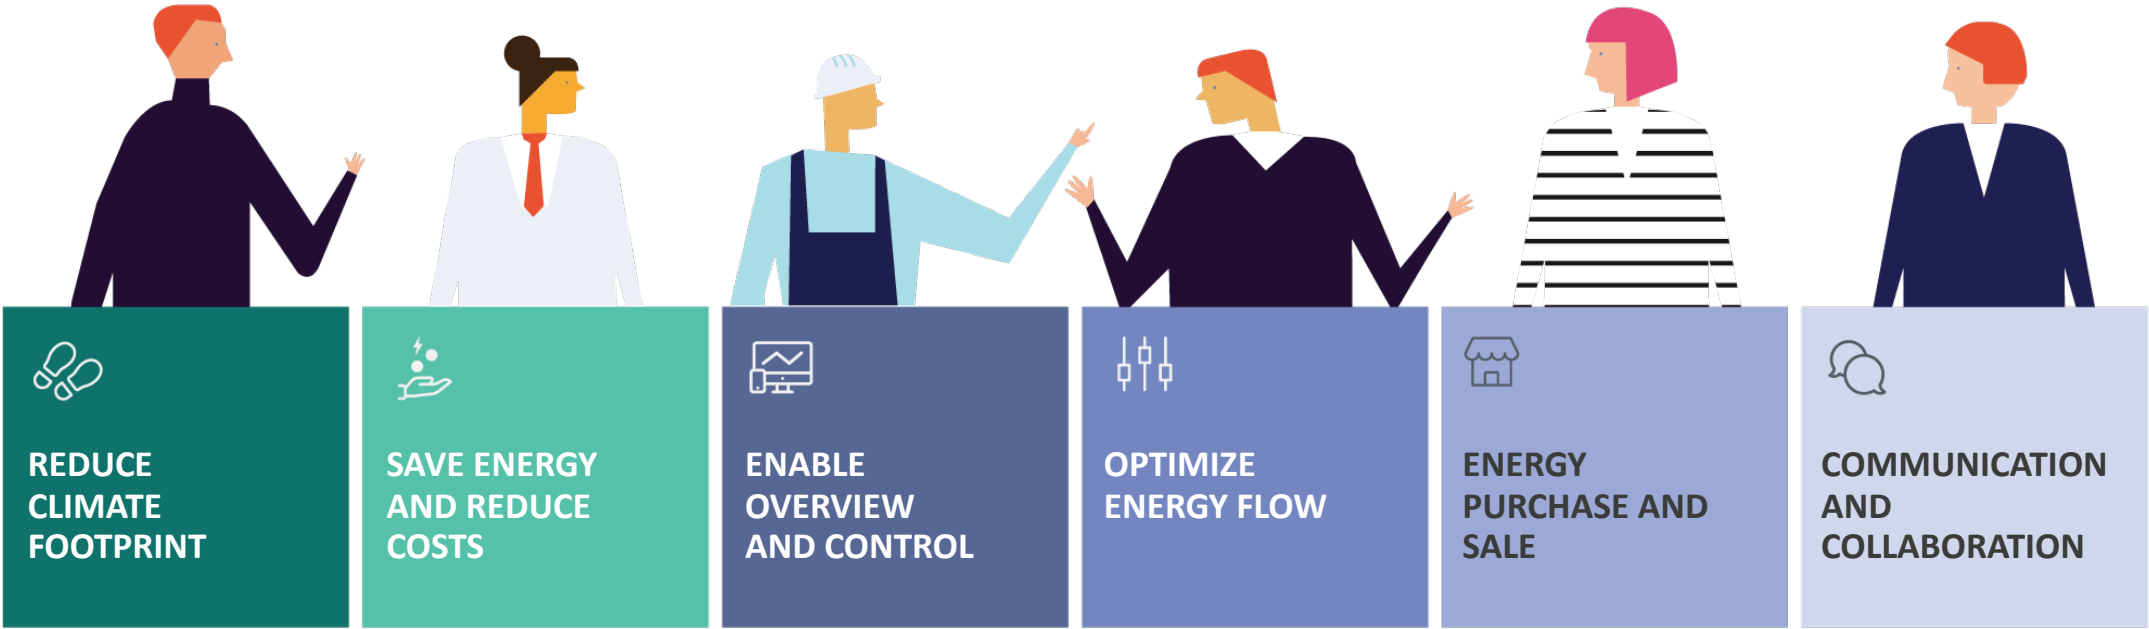 REDUCE
CLIMATE
FOOTPRINT
SAVE ENERGY
AND REDUCE
COSTS
ENABLE
OVERVIEW
AND CONTROL
OPTIMIZE
ENERGY FLOW
ENERGY
PURCHASE AND
SALE
COMMUNICATION
AND
COLLABORATION